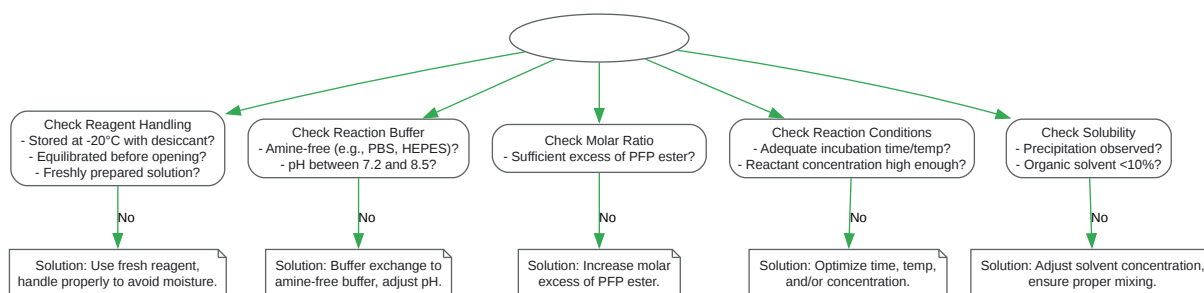 Check Reagent Handling
- Stored at -20°C with desiccant?
- Equilibrated before opening?
- Freshly prepared solution?
Check Reaction Buffer
- Amine-free (e.g., PBS, HEPES)?
- pH between 7.2 and 8.5?
Check Molar Ratio
- Sufficient excess of PFP ester?
Check Reaction Conditions
- Adequate incubation time/temp?
- Reactant concentration high enough?
Check Solubility
- Precipitation observed?
- Organic solvent <10%?
No
No
No
No
No
Solution: Use fresh reagent,
handle properly to avoid moisture.
Solution: Buffer exchange to
amine-free buffer, adjust pH.
Solution: Increase molar
excess of PFP ester.
Solution: Optimize time, temp,
and/or concentration.
Solution: Adjust solvent concentration,
ensure proper mixing.